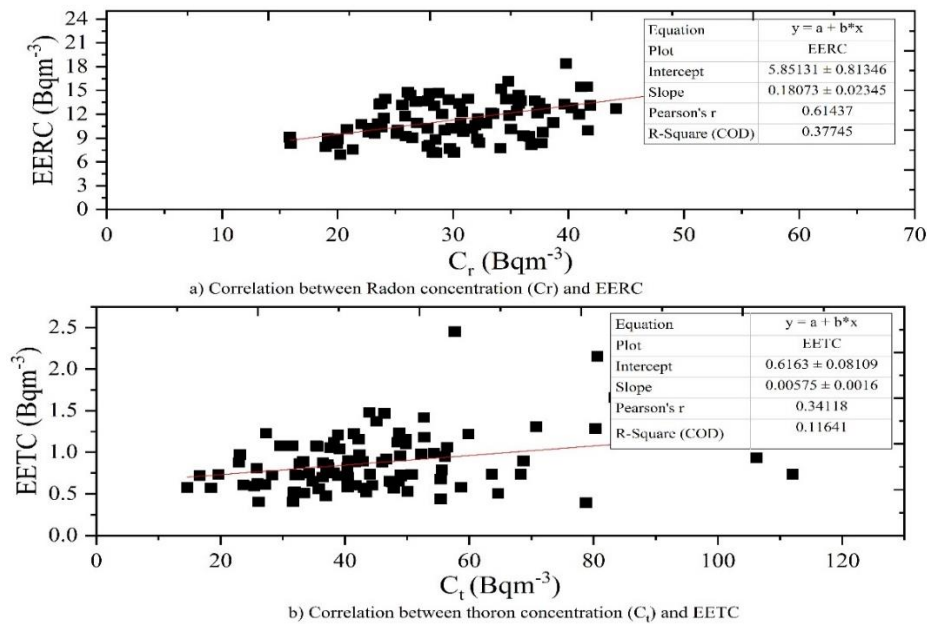 24
21
18
15
12
9
6
3
0
EERC (Bqm-3)
Equation y = a + b*x
Plot EERC
Intercept 5.85131 ± 0.81346
Slope 0.18073 ± 0.02345
Pearson's r 0.61437
R-Square (COD) 0.37745
0 10 20 30 40 50 60 70
Cr (Bqm-3)
a) Correlation between Radon concentration (Cr) and EERC
2.5
2.0
1.5
1.0
0.5
0.0
EETC (Bqm-3)
Equation y = a + b*x
Plot EETC
Intercept 0.6163 ± 0.08109
Slope 0.00575 ± 0.0016
Pearson's r 0.34118
R-Square (COD) 0.11641
0 20 40 60 80 100 120
Ct (Bqm-3)
b) Correlation between thoron concentration (Ct) and EETC